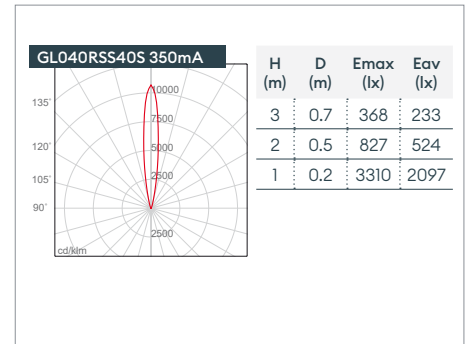 GL040RSS40S 350mA
10000
135°
7500
120°
5000
105°
2500
90°
2500
cd/klm
H D Emax Eav
(m) (m) (lx) (lx)
3 0.7 368 233
2 0.5 827 524
1 0.2 3310 2097